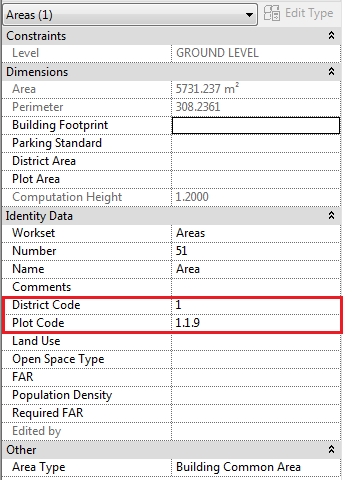 Areas (1) Edit Type
Constraints
Level GROUND LEVEL
Dimensions
Area 5731.237 m²
Perimeter 308.2361
Building Footprint
Parking Standard
District Area
Plot Area
Computation Height 1.2000
Identity Data
Workset Areas
Number 51
Name Area
Comments
District Code 1
Plot Code 1.1.9
Land Use
Open Space Type
FAR
Population Density
Required FAR
Edited by
Other
Area Type Building Common Area